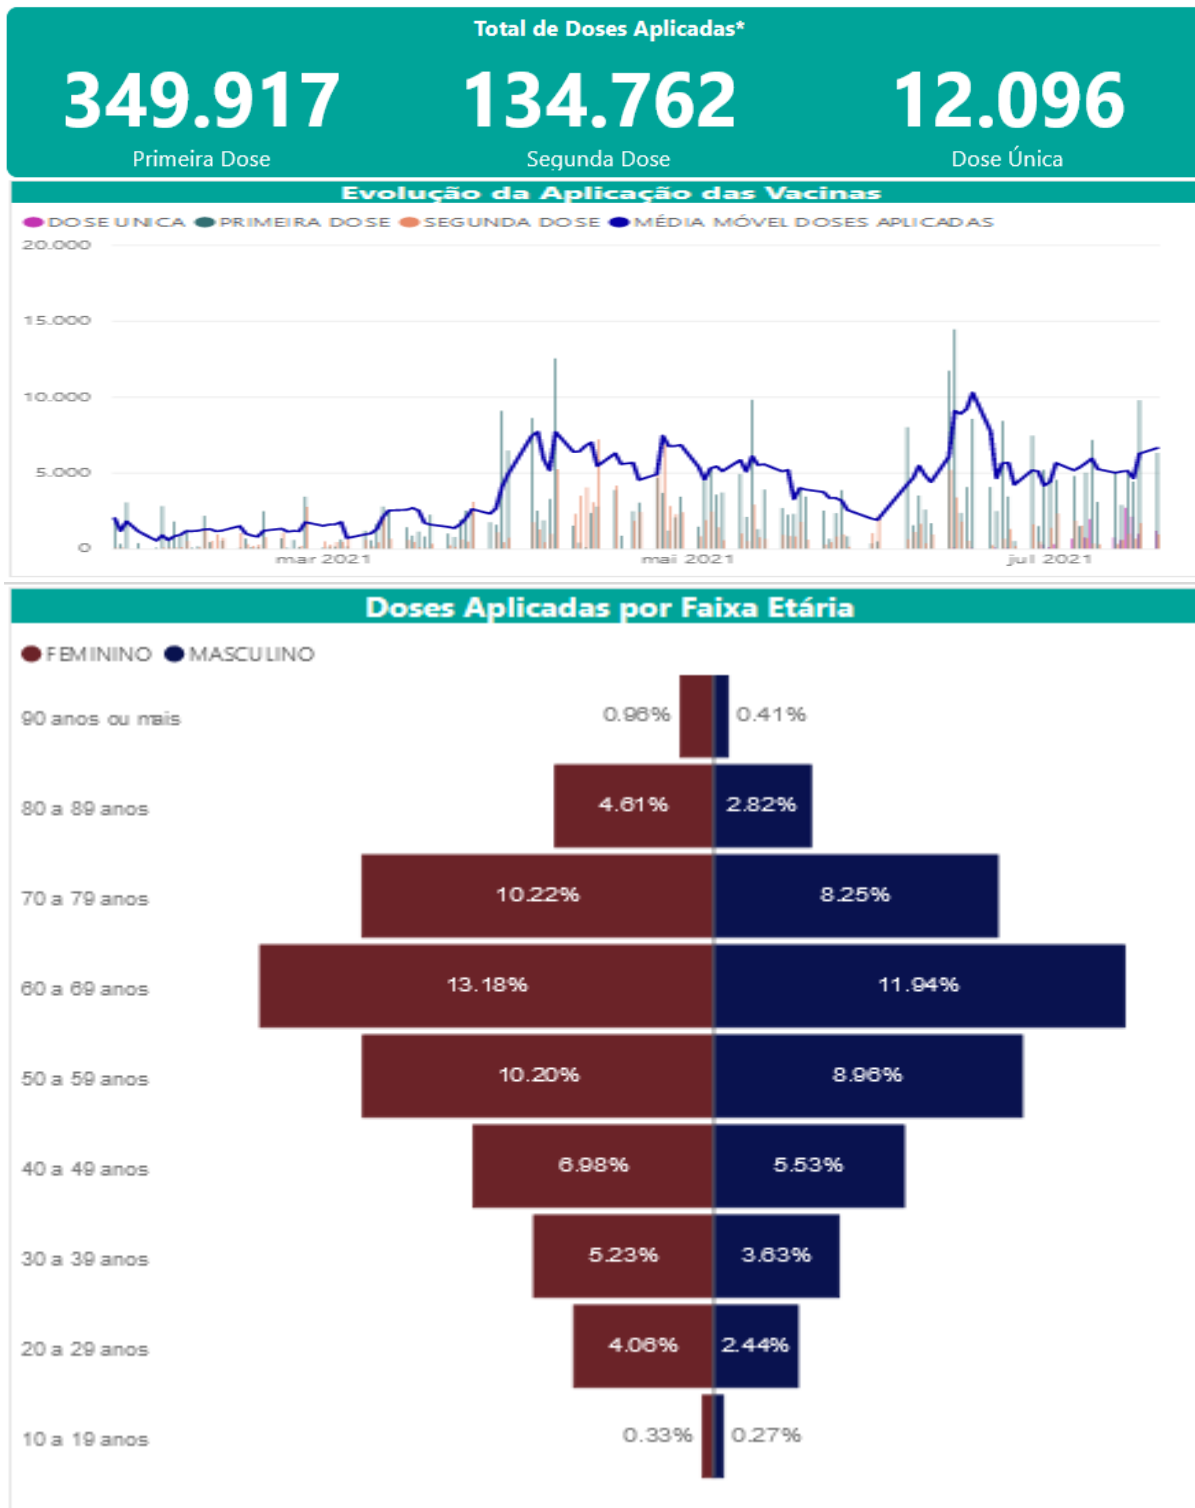 Total de Doses Aplicadas*
349.917 134.762 12.096
Primeira Dose Segunda Dose Dose Única
Evolução da Aplicação das Vacinas
DOSE UNICA PRIMEIRA DOSE SEGUNDA DOSE MÉDIA MÓVEL DOSES APLICADAS
20.000
15.000
10.000
5.000
0
mar 2021 mai 2021 jul 2021
Doses Aplicadas por Faixa Etária
FEMININO MASCULINO
90 anos ou mais 0.96% 0.41%
80 a 89 anos 4.61% 2.82%
70 a 79 anos 10.22% 8.25%
60 a 69 anos 13.18% 11.94%
50 a 59 anos 10.20% 8.96%
40 a 49 anos 6.98% 5.53%
30 a 39 anos 5.23% 3.63%
20 a 29 anos 4.06% 2.44%
10 a 19 anos 0.33% 0.27%